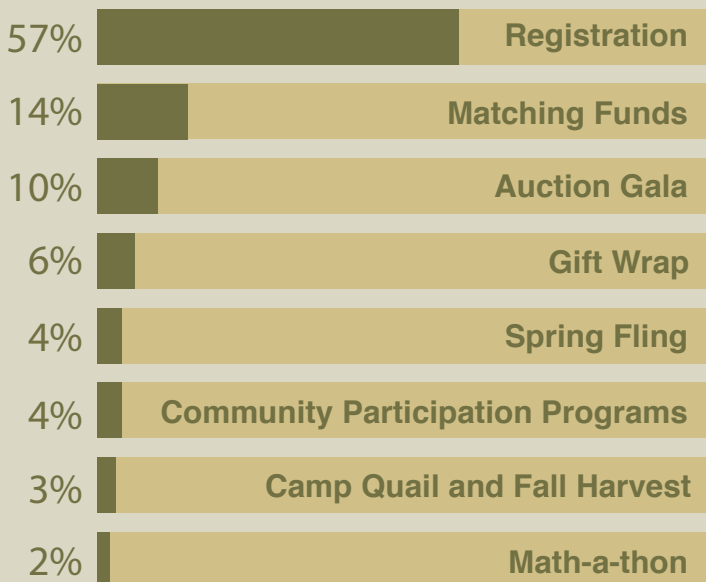 57% Registration
14% Matching Funds
10% Auction Gala
6% Gift Wrap
4% Spring Fling
4% Community Participation Programs
3% Camp Quail and Fall Harvest
2% Math-a-thon